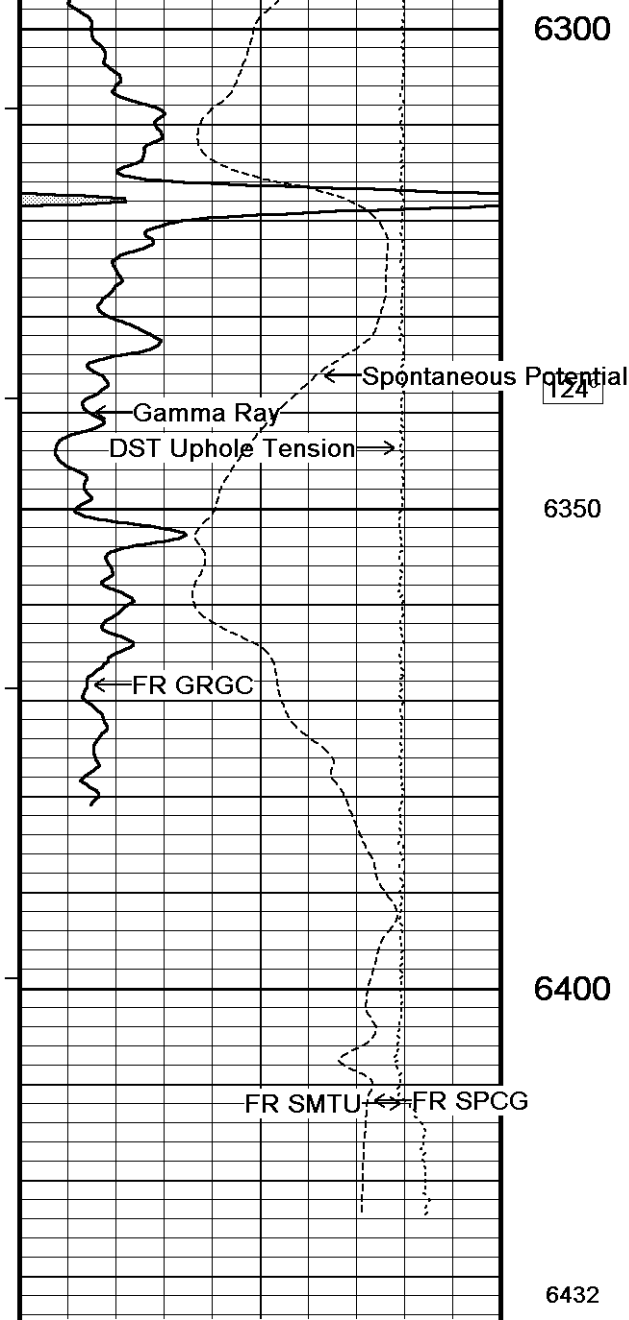 6300
Spontaneous Potential
124°
Gamma Ray
DST Uphole Tension
6350
FR GRGC
6400
FR SMTU
FR SPCG
6432